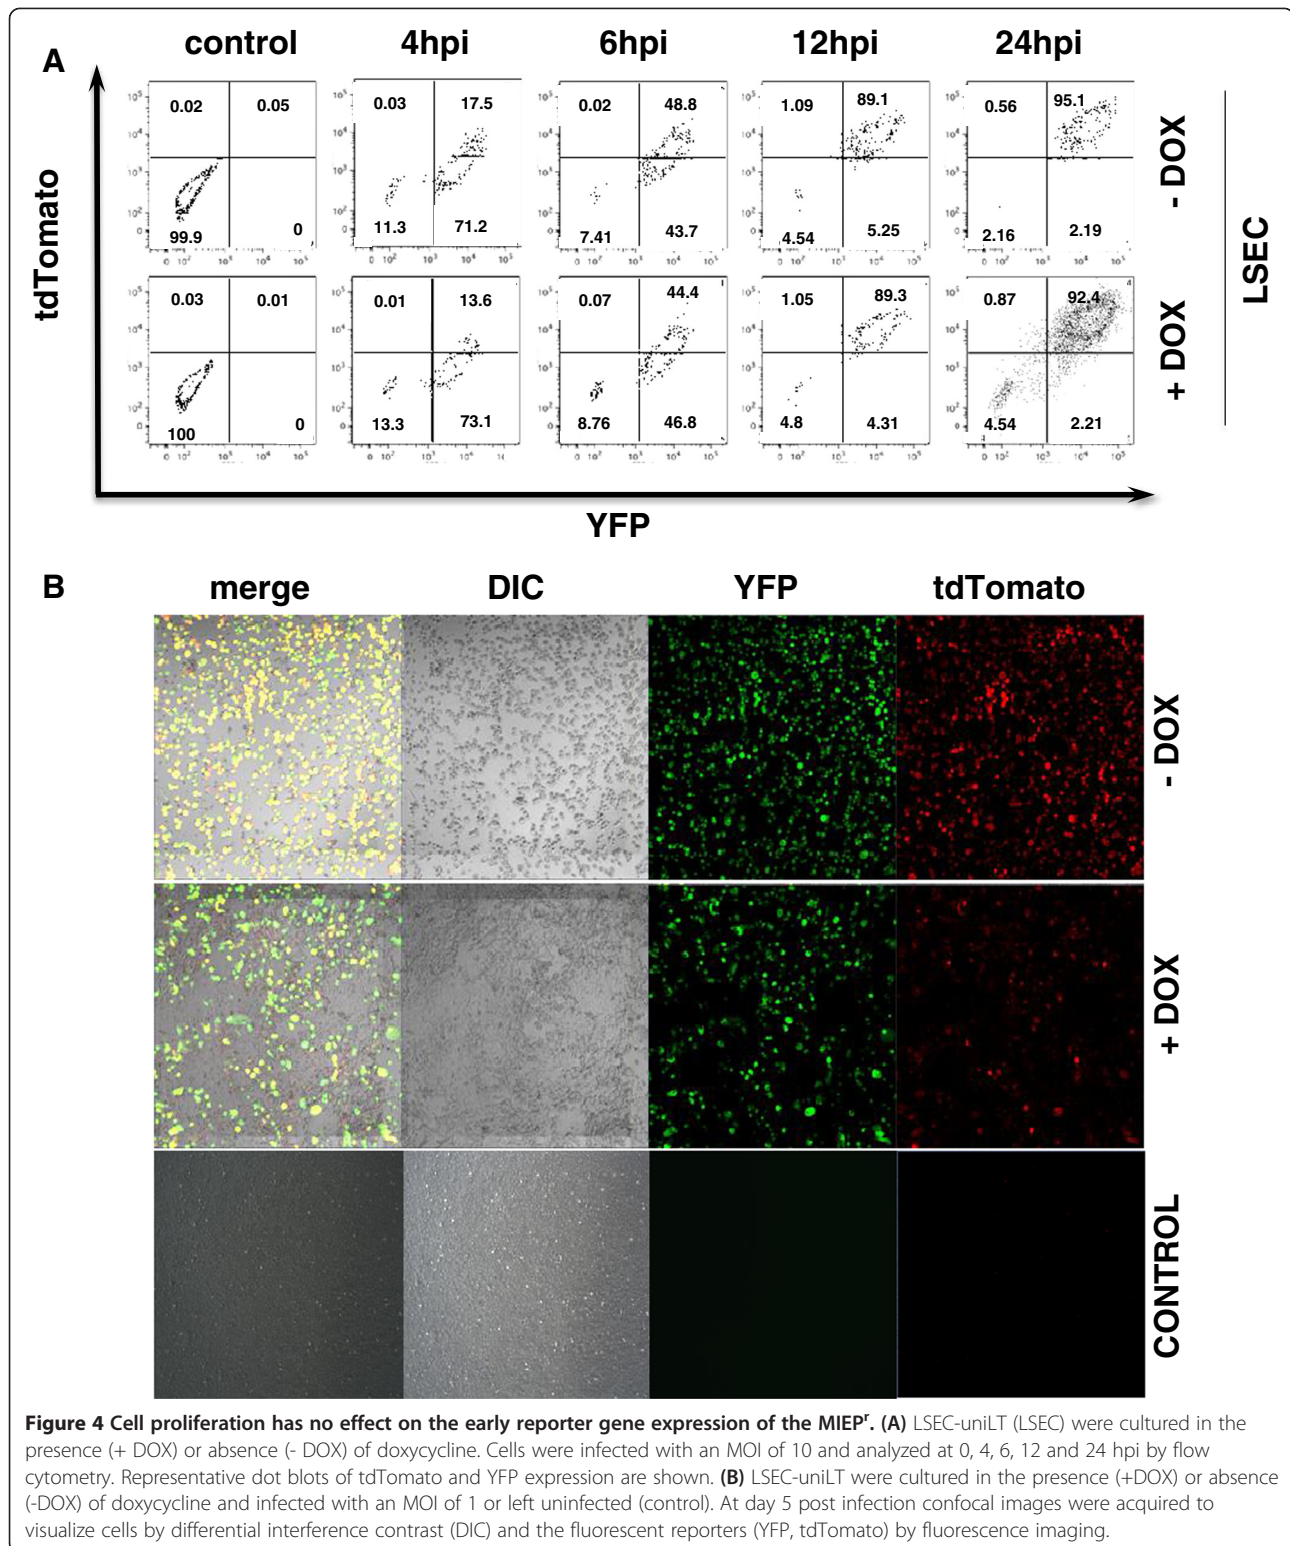 A
control 4hpi 6hpi 12hpi 24hpi
tdTomato
0.02 0.05 0.03 17.5 0.02 48.8 1.09 89.1 0.56 95.1
99.9 0 11.3 71.2 7.41 43.7 4.54 5.25 2.16 2.19
- DOX
0.03 0.01 0.01 13.6 0.07 44.4 1.05 89.3 0.87 92.4
100 0 13.3 73.1 8.76 46.8 4.8 4.31 4.54 2.21
+ DOX
LSEC
YFP
B
merge DIC YFP tdTomato
- DOX
+ DOX
CONTROL
Figure 4 Cell proliferation has no effect on the early reporter gene expression of the MIEPʳ. (A) LSEC-uniLT (LSEC) were cultured in the
presence (+ DOX) or absence (- DOX) of doxycycline. Cells were infected with an MOI of 10 and analyzed at 0, 4, 6, 12 and 24 hpi by flow
cytometry. Representative dot blots of tdTomato and YFP expression are shown. (B) LSEC-uniLT were cultured in the presence (+DOX) or absence
(-DOX) of doxycycline and infected with an MOI of 1 or left uninfected (control). At day 5 post infection confocal images were acquired to
visualize cells by differential interference contrast (DIC) and the fluorescent reporters (YFP, tdTomato) by fluorescence imaging.